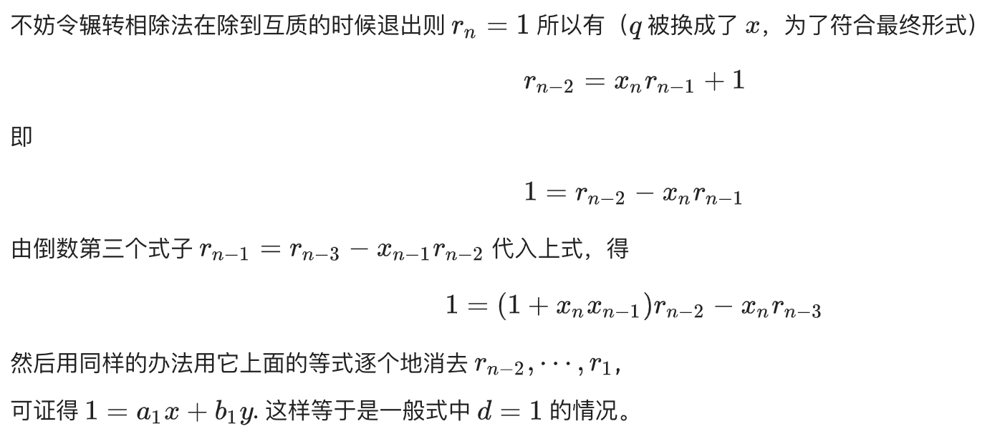 不妨令辗转相除法在除到互质的时候退出则 $r_n = 1$ 所以有（$q$ 被换成了 $x$，为了符合最终形式）
$r_{n-2} = x_n r_{n-1} + 1$
即
$1 = r_{n-2} - x_n r_{n-1}$
由倒数第三个式子 $r_{n-1} = r_{n-3} - x_{n-1} r_{n-2}$ 代入上式，得
$1 = (1 + x_n x_{n-1}) r_{n-2} - x_n r_{n-3}$
然后用同样的办法用它上面的等式逐个地消去 $r_{n-2}, \cdots, r_1$,
可证得 $1 = a_1 x + b_1 y$. 这样等于是一般式中 $d = 1$ 的情况。